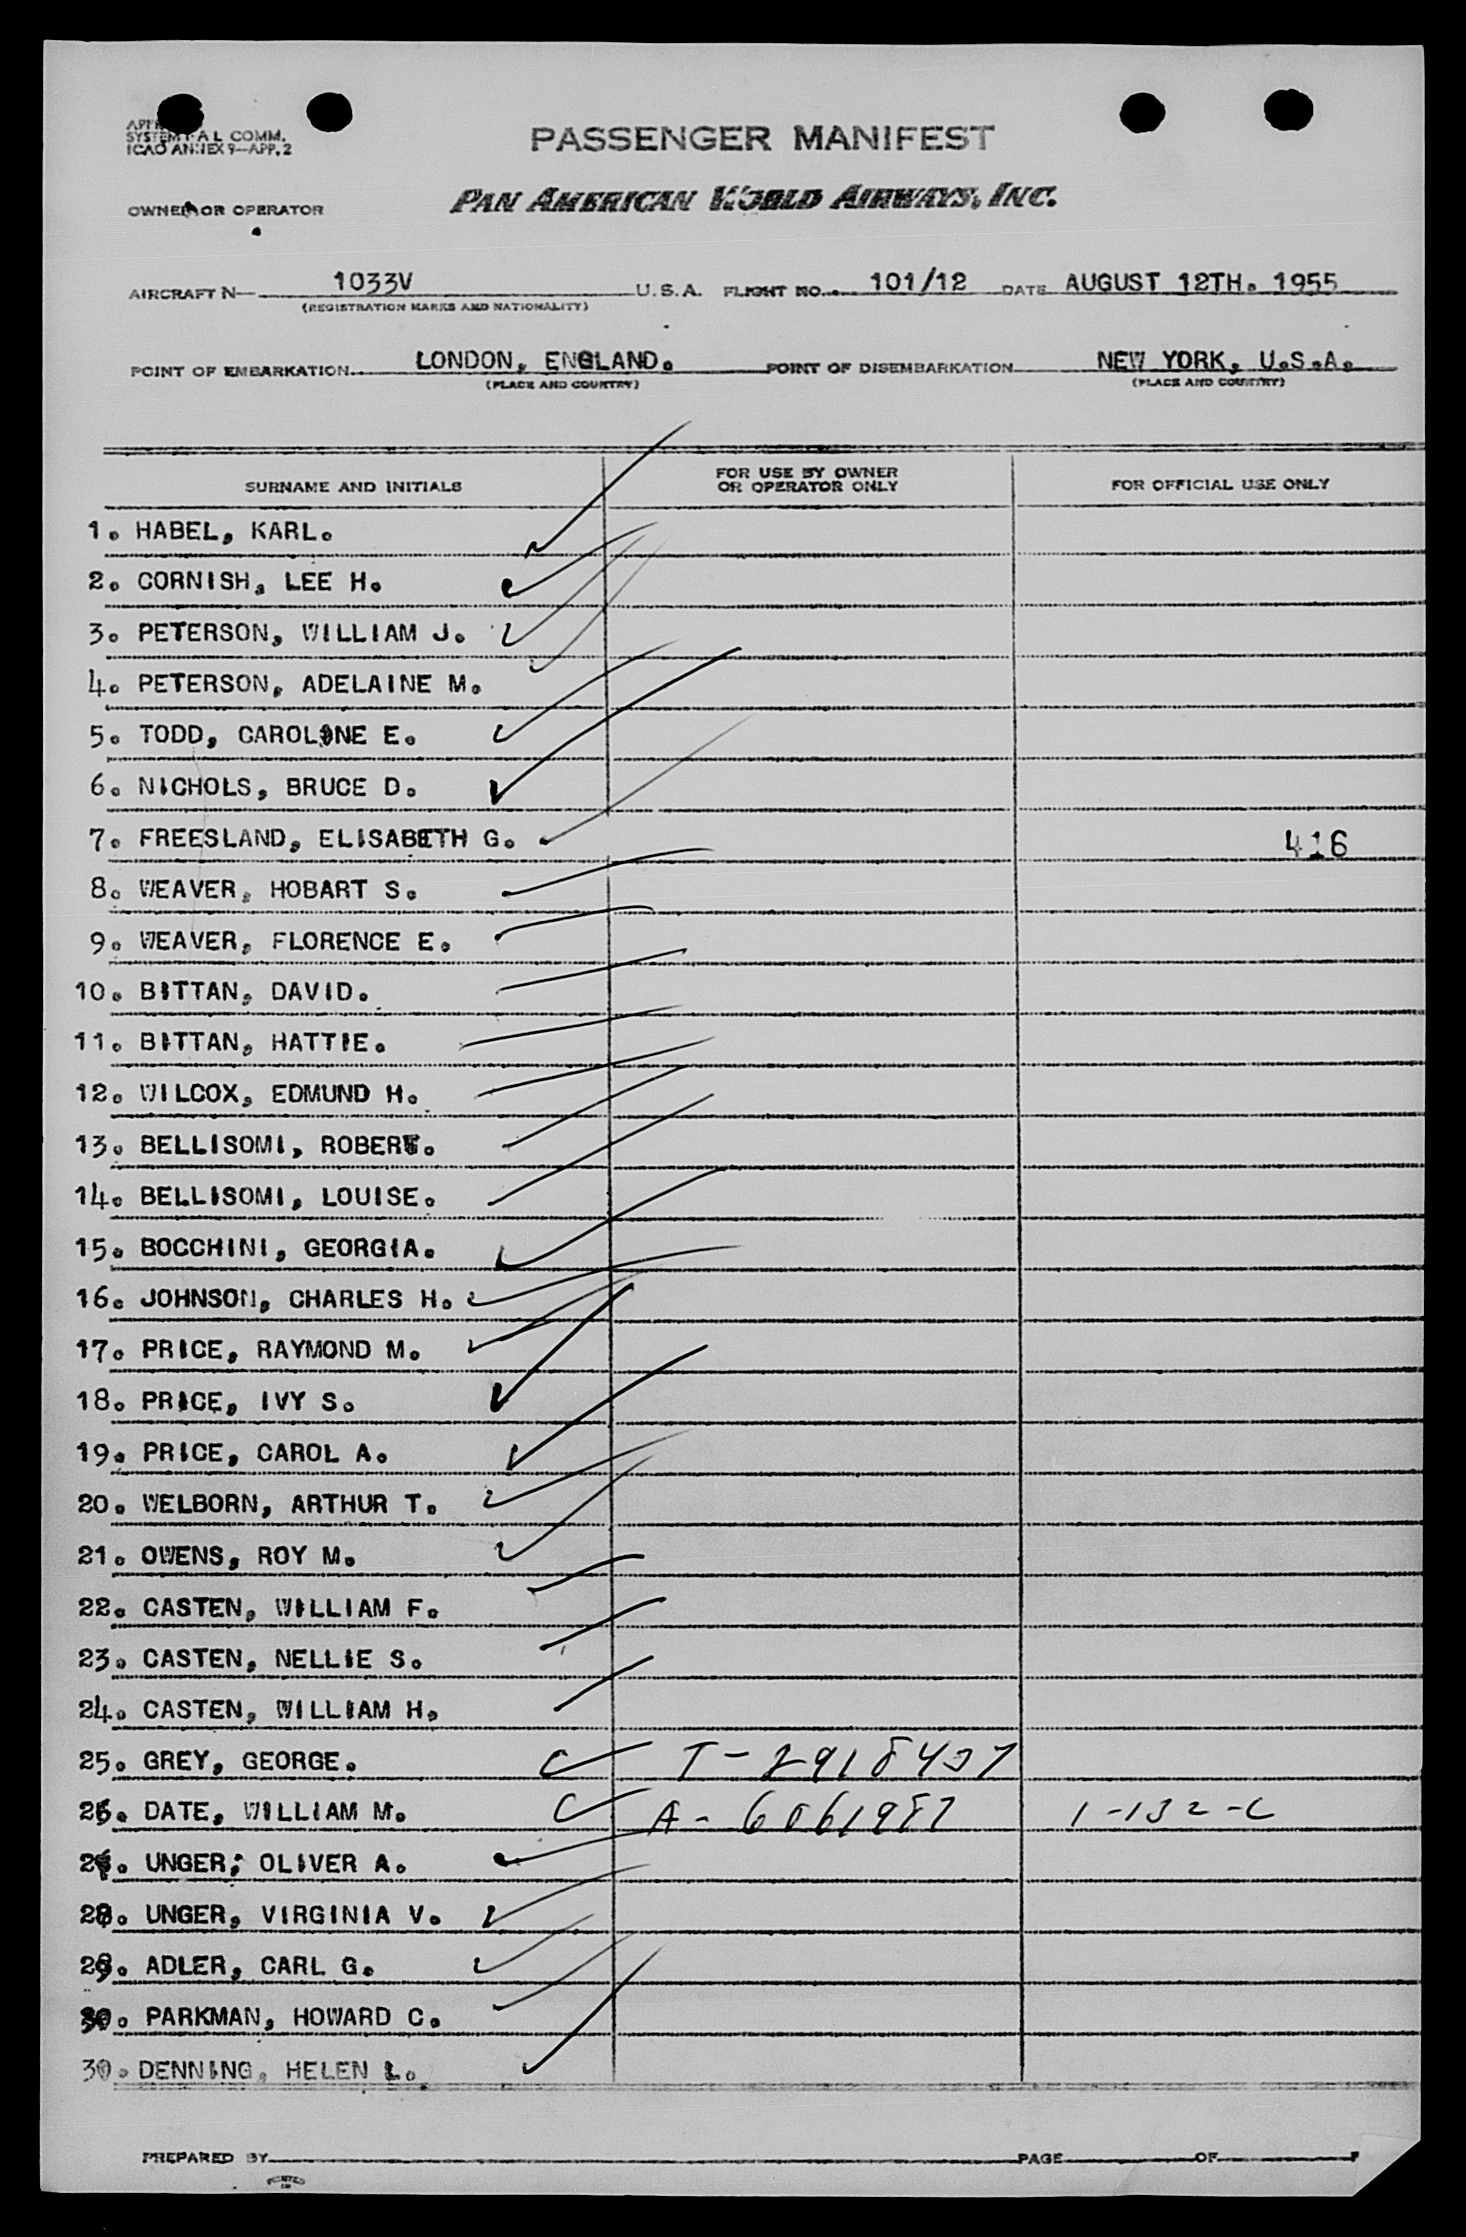 SYSTEM F A L COMM.
ICAO ANNEX 9—APP. 2
PASSENGER MANIFEST
OWNER OR OPERATOR
PAN AMERICAN WORLD AIRWAYS, INC.
AIRCRAFT N 1033V U.S.A. FLIGHT NO. 101/12 DATE AUGUST 12TH. 1955
(REGISTRATION MARKS AND NATIONALITY)
POINT OF EMBARKATION LONDON, ENGLAND. POINT OF DISEMBARKATION NEW YORK, U.S.A.
(PLACE AND COUNTRY) (PLACE AND COUNTRY)
SURNAME AND INITIALS FOR USE BY OWNER OR OPERATOR ONLY FOR OFFICIAL USE ONLY
1. HABEL, KARL.
2. CORNISH, LEE H.
3. PETERSON, WILLIAM J.
4. PETERSON, ADELAINE M.
5. TODD, CAROLINE E.
6. NICHOLS, BRUCE D.
7. FREESLAND, ELISABETH G. 416
8. WEAVER, HOBART S.
9. WEAVER, FLORENCE E.
10. BITTAN, DAVID.
11. BITTAN, HATTIE.
12. WILCOX, EDMUND H.
13. BELLISOMI, ROBERT.
14. BELLISOMI, LOUISE.
15. BOCCHINI, GEORGIA.
16. JOHNSON, CHARLES H.
17. PRICE, RAYMOND M.
18. PRICE, IVY S.
19. PRICE, CAROL A.
20. WELBORN, ARTHUR T.
21. OWENS, ROY M.
22. CASTEN, WILLIAM F.
23. CASTEN, NELLIE S.
24. CASTEN, WILLIAM H.
25. GREY, GEORGE. T-2918437
25. DATE, WILLIAM M. A-6061987 1-132-C
26. UNGER, OLIVER A.
27. UNGER, VIRGINIA V.
28. ADLER, CARL G.
PARKMAN, HOWARD C.
30. DENNING, HELEN L.
PREPARED BY PAGE OF